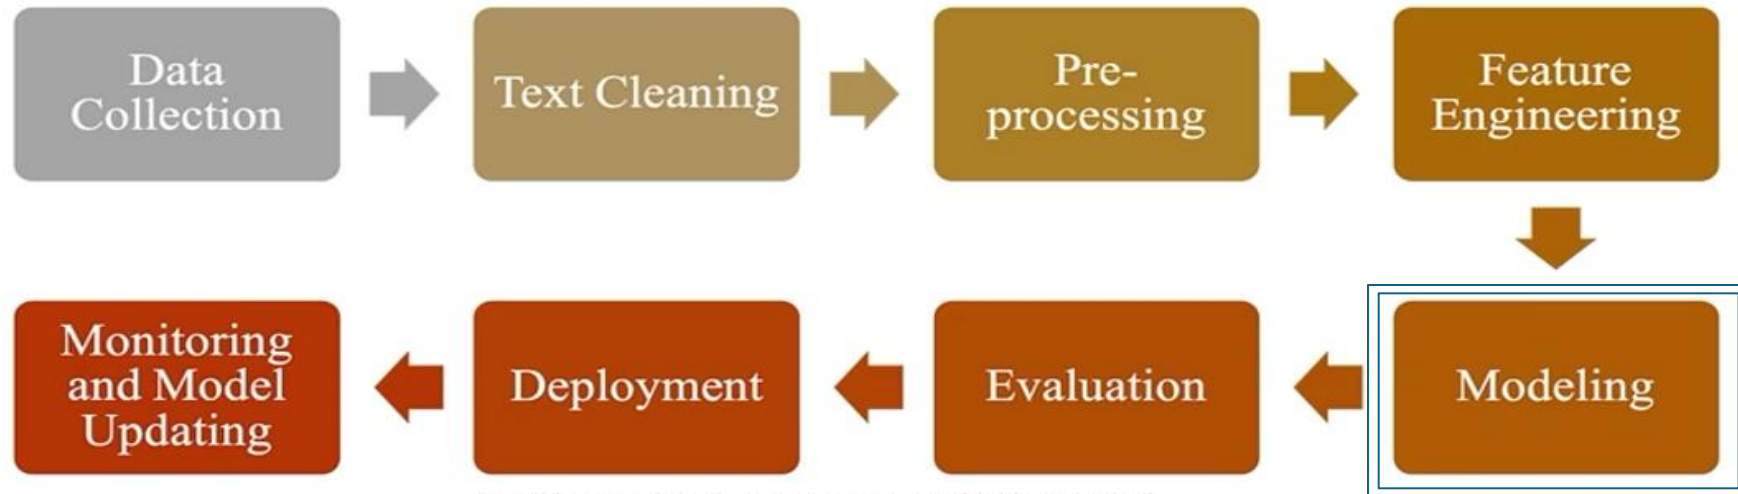 Data
Collection
Text Cleaning
Pre-
processing
Feature
Engineering
Modeling
Evaluation
Deployment
Monitoring
and Model
Updating